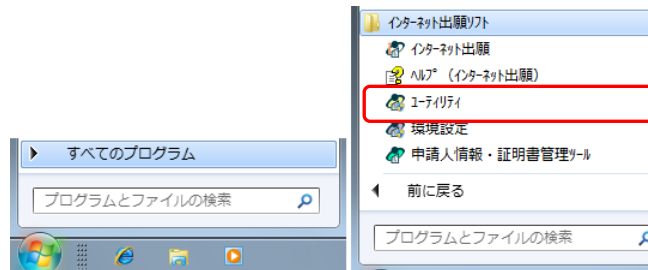 すべてのプログラム
プログラムとファイルの検索
インターネット出願ソフト
インターネット出願
ヘルプ (インターネット出願)
ユーティリティ
環境設定
申請人情報・証明書管理ツール
前に戻る
プログラムとファイルの検索